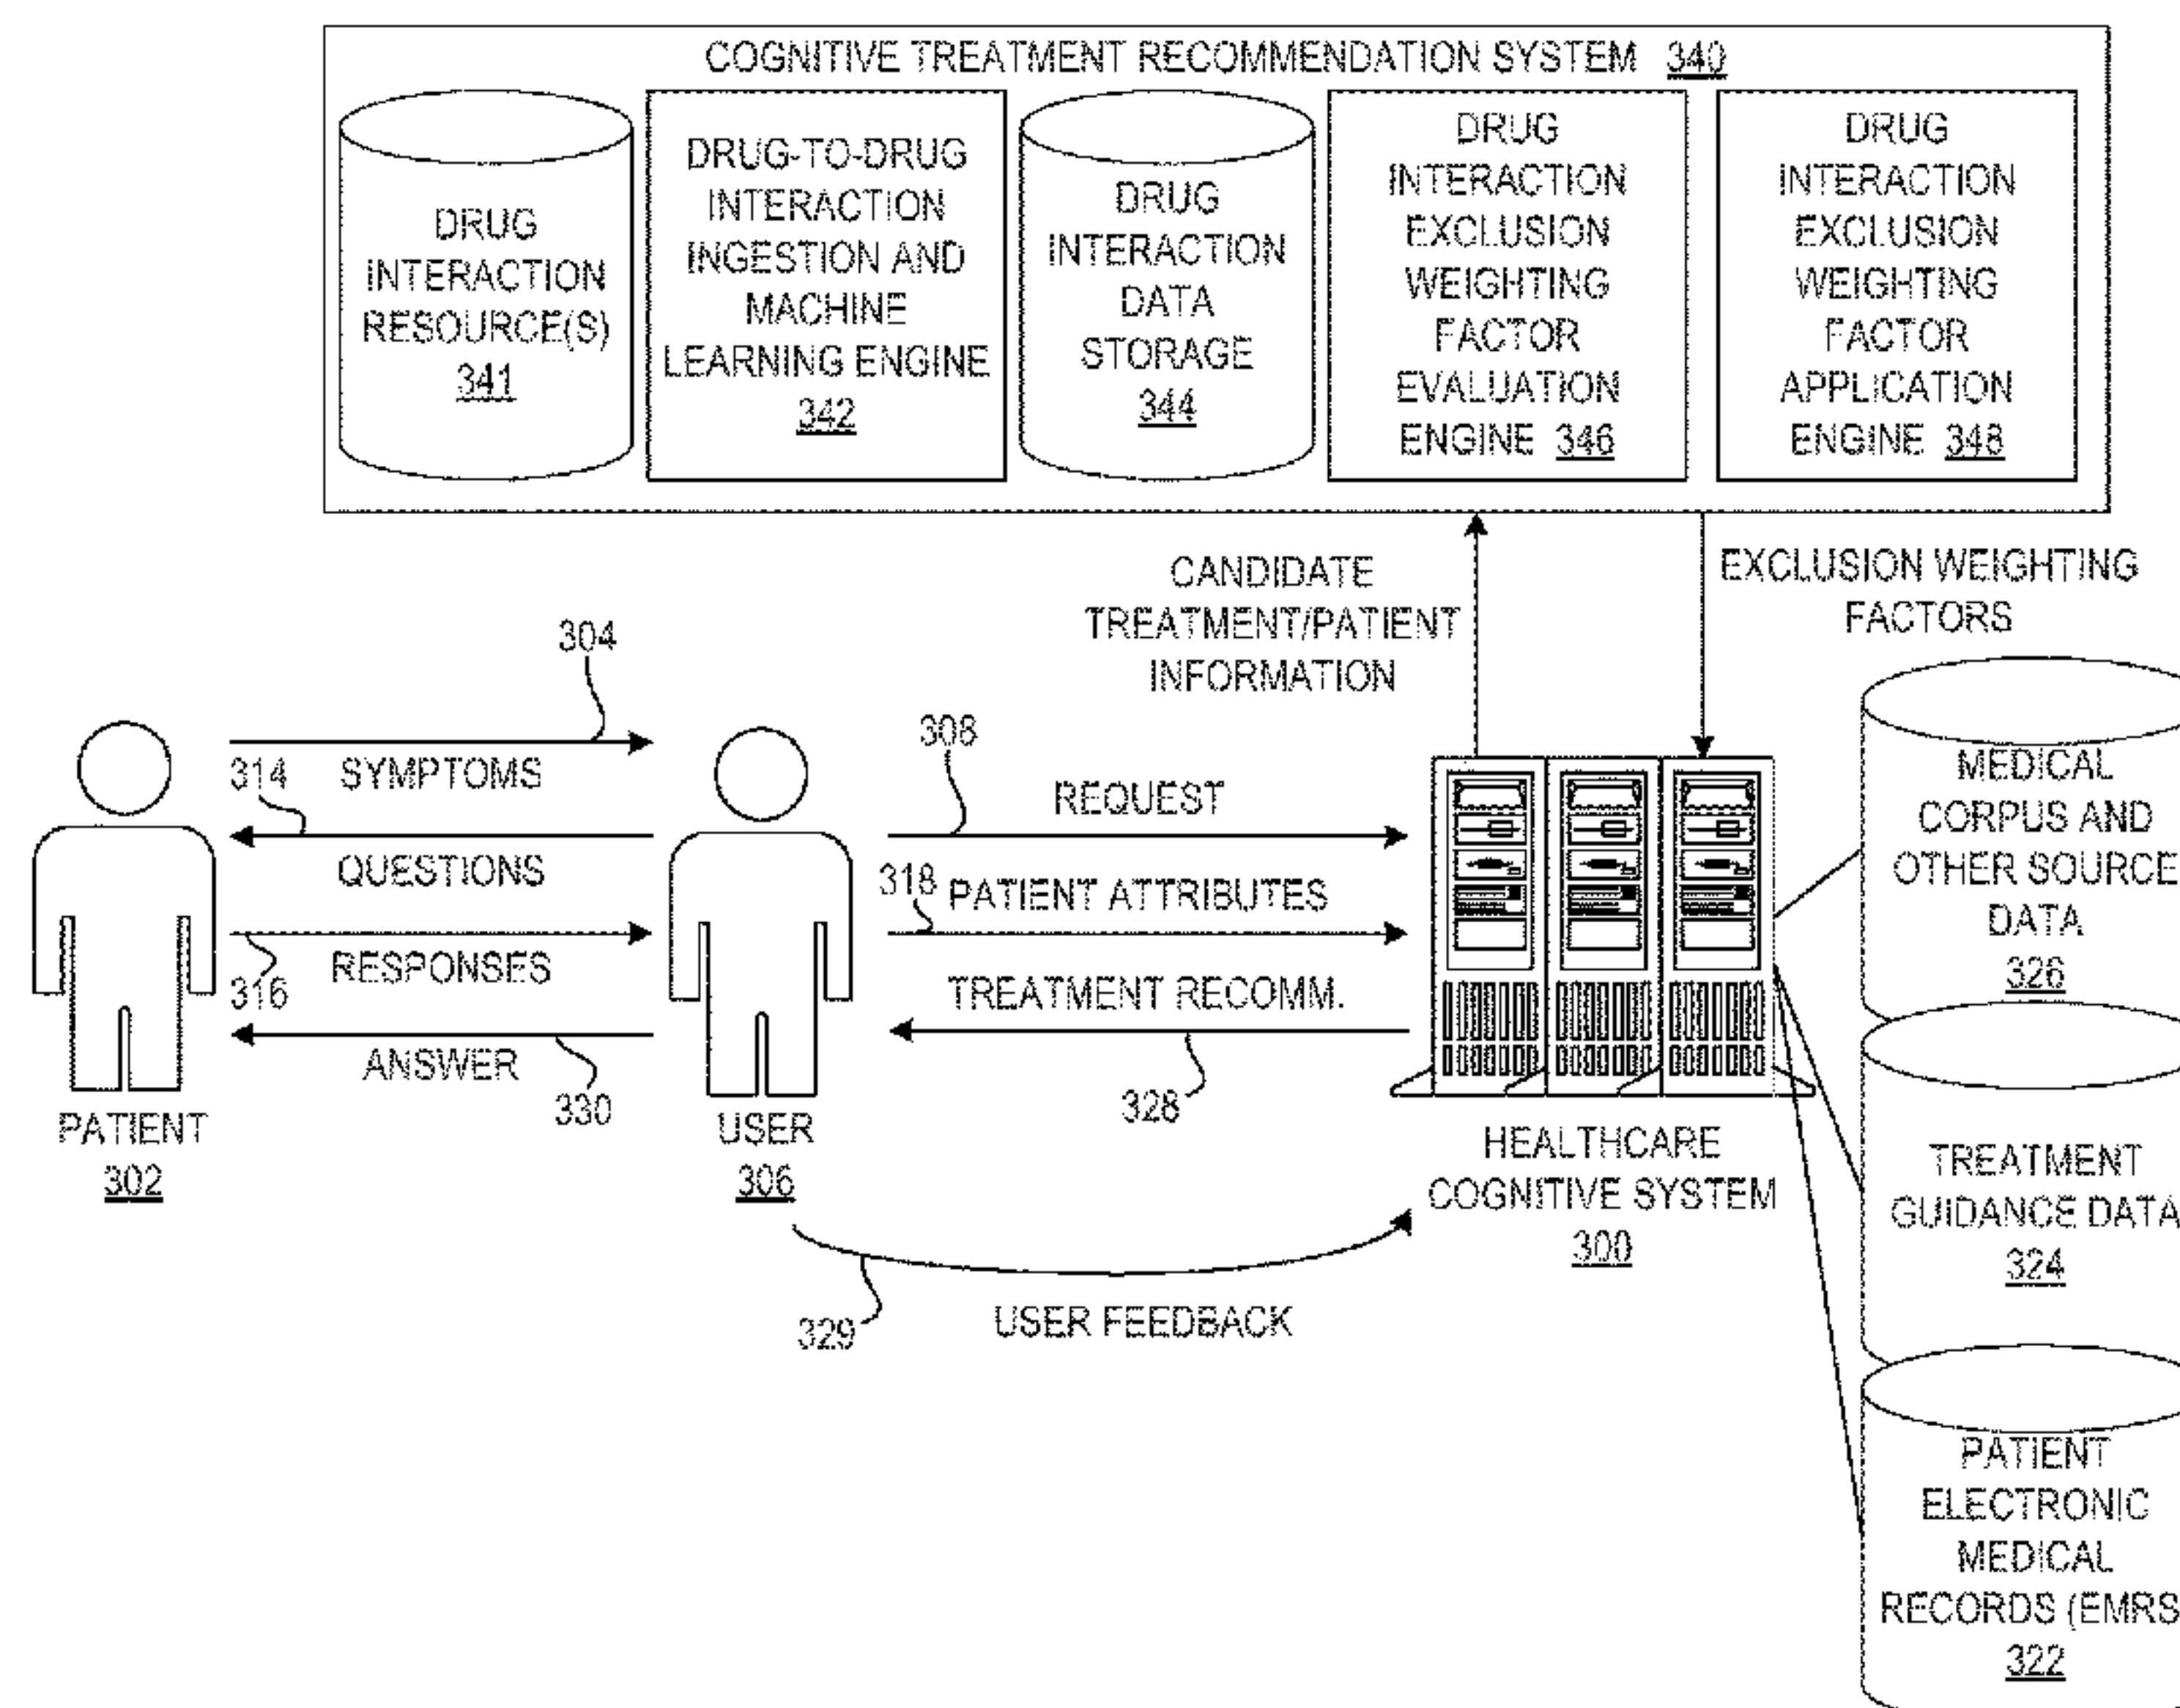 COGNITIVE TREATMENT RECOMMENDATION SYSTEM 340
DRUG
INTERACTION
RESOURCE(S)
341
DRUG-TO-DRUG
INTERACTION
INGESTION AND
MACHINE
LEARNING ENGINE
342
DRUG
INTERACTION
DATA
STORAGE
344
DRUG
INTERACTION
EXCLUSION
WEIGHTING
FACTOR
EVALUATION
ENGINE 346
DRUG
INTERACTION
EXCLUSION
WEIGHTING
FACTOR
APPLICATION
ENGINE 348
CANDIDATE
TREATMENT/PATIENT
INFORMATION
EXCLUSION WEIGHTING
FACTORS
304
SYMPTOMS
314
QUESTIONS
RESPONSES
316
ANSWER
330
PATIENT
302
USER
306
308
REQUEST
318
PATIENT ATTRIBUTES
TREATMENT RECOMM.
328
HEALTHCARE
COGNITIVE SYSTEM
300
329
USER FEEDBACK
MEDICAL
CORPUS AND
OTHER SOURCE
DATA
326
TREATMENT
GUIDANCE DATA
324
PATIENT
ELECTRONIC
MEDICAL
RECORDS (EMRS
322